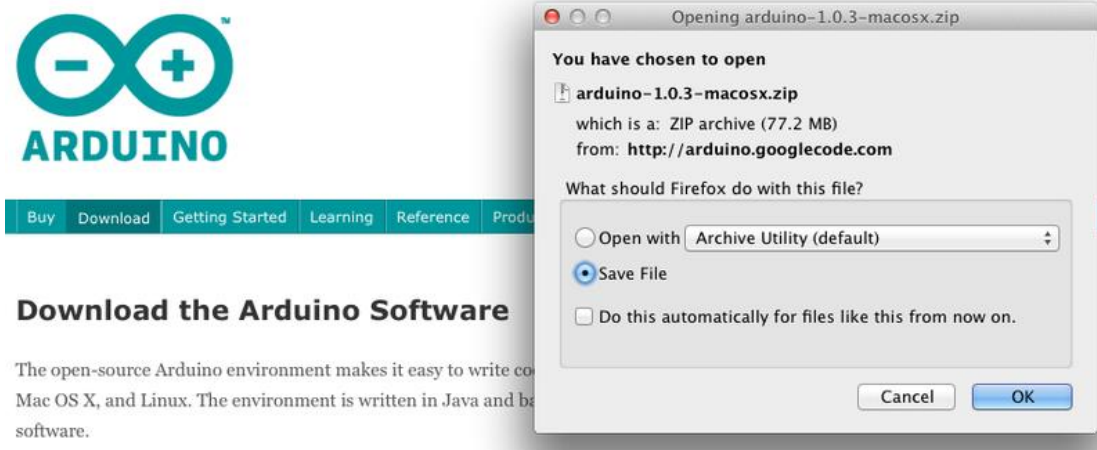 ARDUINO
TM
Buy Download Getting Started Learning Reference
Download the Arduino Software
The open-source Arduino environment makes it easy to write
Mac OS X, and Linux. The environment is written in Java and
software.
Opening arduino-1.0.3-macosx.zip
You have chosen to open
arduino-1.0.3-macosx.zip
which is a: ZIP archive (77.2 MB)
from: http://arduino.googlecode.com
What should Firefox do with this file?
Open with Archive Utility (default)
Save File
Do this automatically for files like this from now on.
Cancel OK